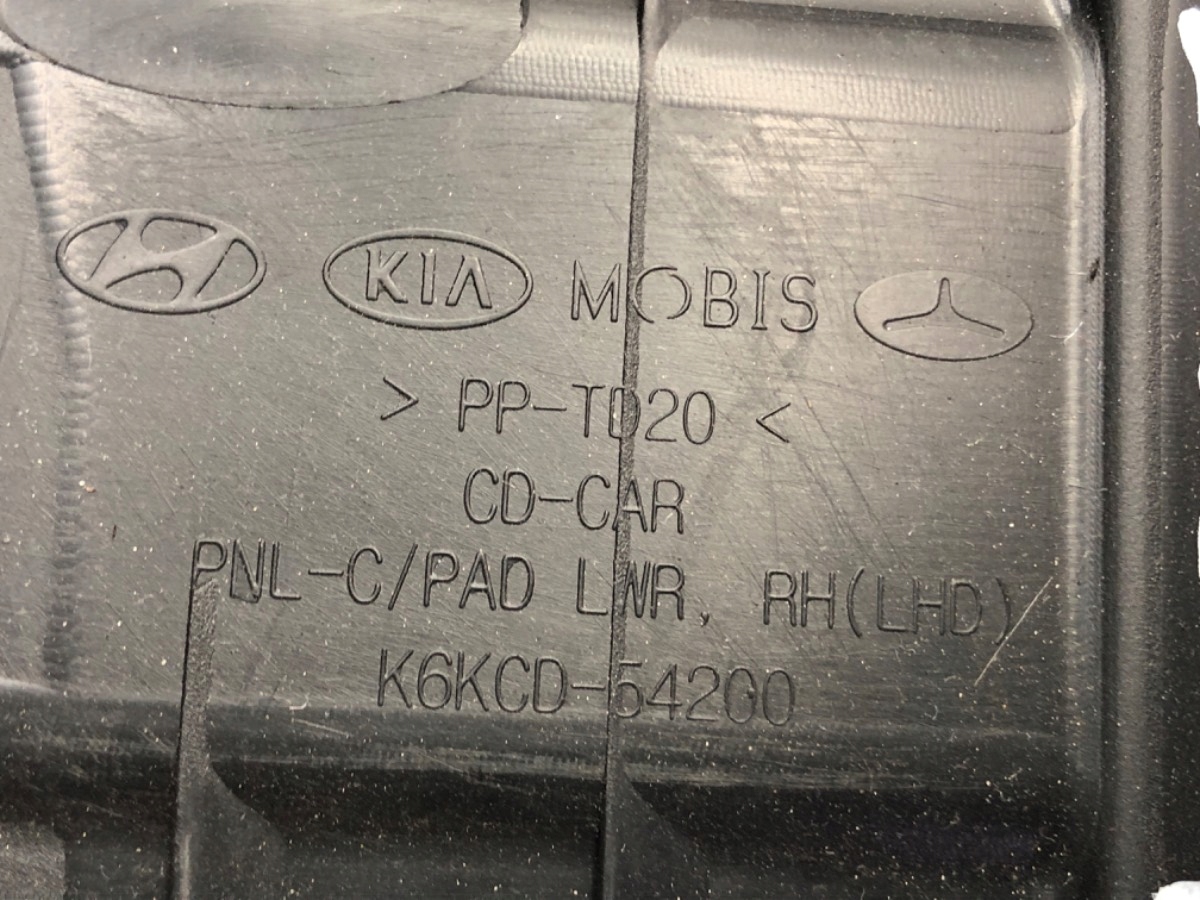 KIA MOBIS
> PP-TD20 <
CD-CAR
PNL-C/PAD LWR, RH(LHD)
K6KCD-54200